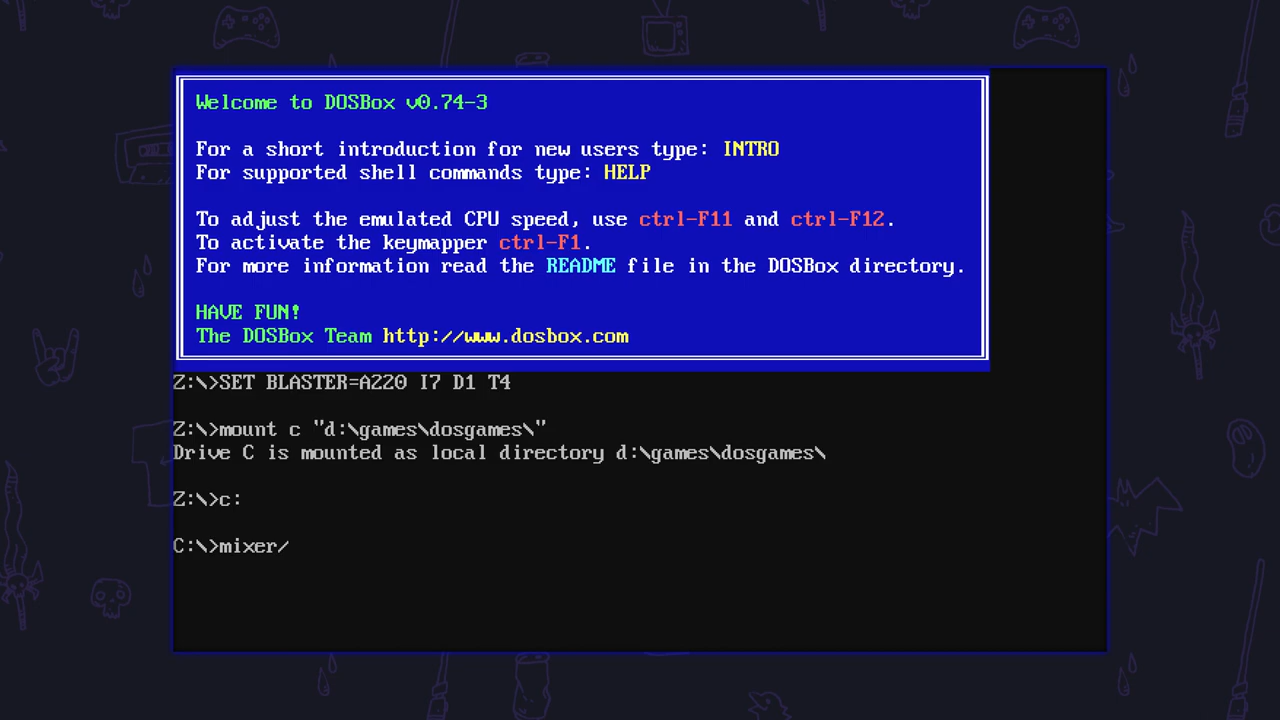 Welcome to DOSBox v0.74-3
For a short introduction for new users type: INTRO
For supported shell commands type: HELP
To adjust the emulated CPU speed, use ctrl-F11 and ctrl-F12.
To activate the keymapper ctrl-F1.
For more information read the README file in the DOSBox directory.
HAVE FUN!
The DOSBox Team http://www.dosbox.com
Z:\>SET BLASTER=A220 I7 D1 T4
Z:\>mount c "d:\games\dosgames\"
Drive C is mounted as local directory d:\games\dosgames\
Z:\>c:
C:\>mixer/